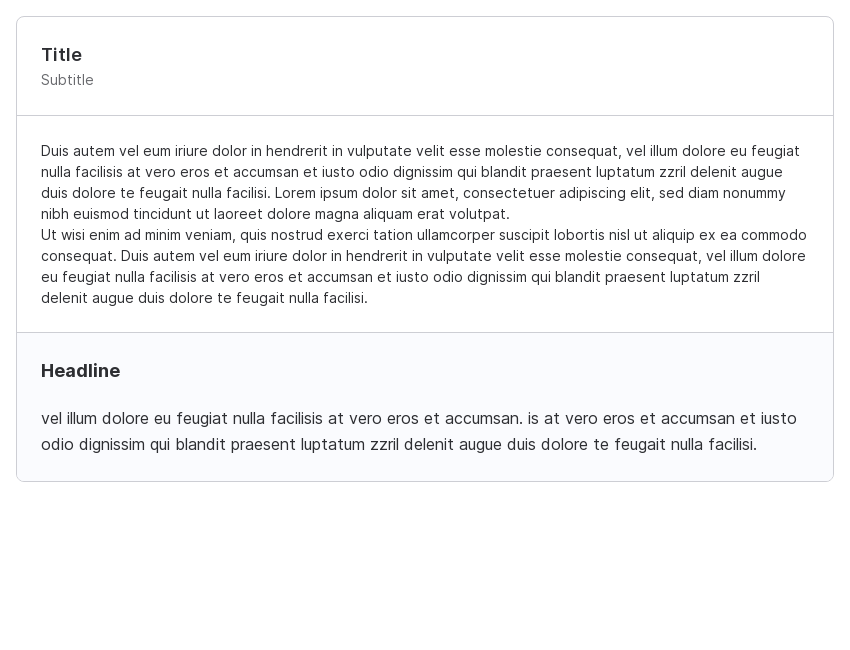 Title
Subtitle
Duis autem vel eum iriure dolor in hendrerit in vulputate velit esse molestie consequat, vel illum dolore eu feugiat
nulla facilisis at vero eros et accumsan et iusto odio dignissim qui blandit praesent luptatum zzril delenit augue
duis dolore te feugait nulla facilisi. Lorem ipsum dolor sit amet, consectetuer adipiscing elit, sed diam nonummy
nibh euismod tincidunt ut laoreet dolore magna aliquam erat volutpat.
Ut wisi enim ad minim veniam, quis nostrud exerci tation ullamcorper suscipit lobortis nisl ut aliquip ex ea commodo
consequat. Duis autem vel eum iriure dolor in hendrerit in vulputate velit esse molestie consequat, vel illum dolore
eu feugiat nulla facilisis at vero eros et accumsan et iusto odio dignissim qui blandit praesent luptatum zzril
delenit augue duis dolore te feugait nulla facilisi.
Headline
vel illum dolore eu feugiat nulla facilisis at vero eros et accumsan. is at vero eros et accumsan et iusto
odio dignissim qui blandit praesent luptatum zzril delenit augue duis dolore te feugait nulla facilisi.